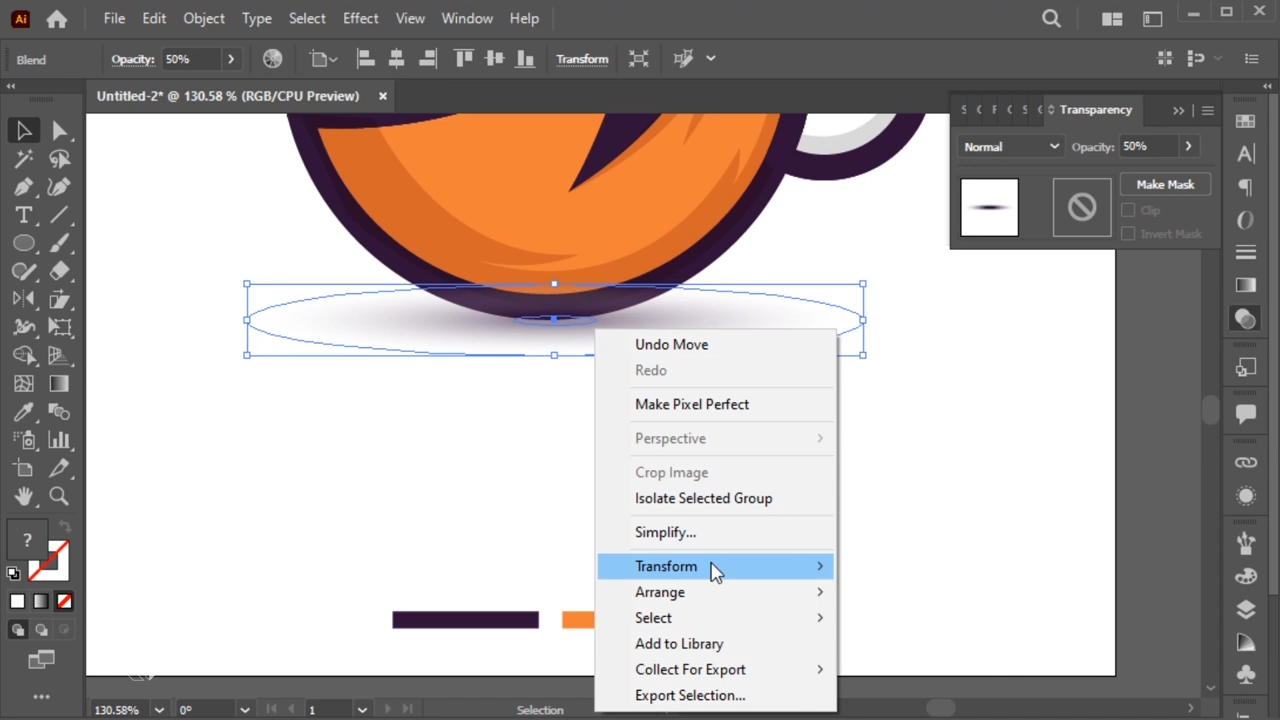 Ai File Edit Object Type Select Effect View Window Help
Blend Opacity: 50% Transform
Untitled-2* @ 130.58 % (RGB/CPU Preview)
Transparency
Normal Opacity: 50%
Make Mask
Clip
Invert Mask
Undo Move
Redo
Make Pixel Perfect
Perspective
Crop Image
Isolate Selected Group
Simplify...
Transform
Arrange
Select
Add to Library
Collect For Export
Export Selection...
?
130.58% 0° 1 Selection